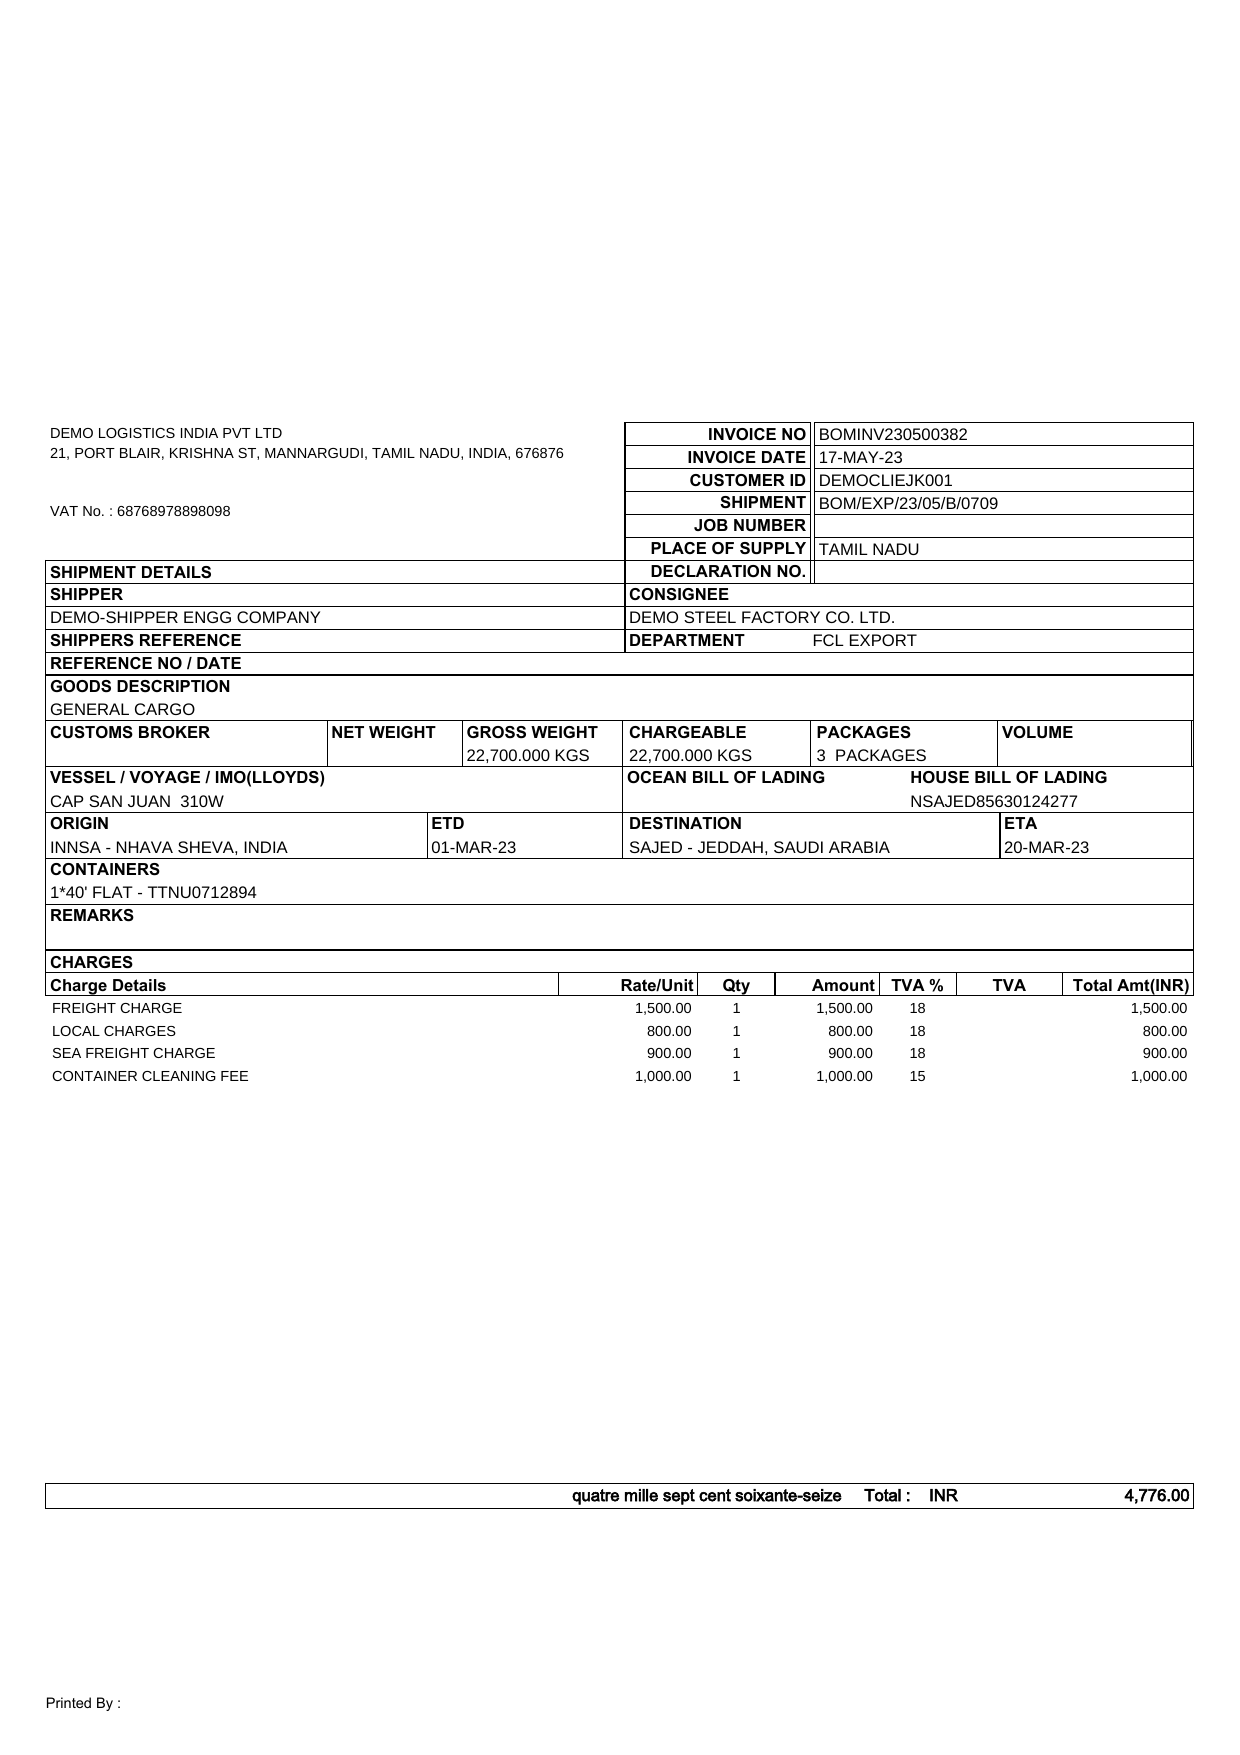 DEMO LOGISTICS INDIA PVT LTD
21, PORT BLAIR, KRISHNA ST, MANNARGUDI, TAMIL NADU, INDIA, 676876
VAT No. : 68768978898098
INVOICE NO BOMINV230500382
INVOICE DATE 17-MAY-23
CUSTOMER ID DEMOCLIEJK001
SHIPMENT BOM/EXP/23/05/B/0709
JOB NUMBER
PLACE OF SUPPLY TAMIL NADU
SHIPMENT DETAILS DECLARATION NO.
SHIPPER CONSIGNEE
DEMO-SHIPPER ENGG COMPANY DEMO STEEL FACTORY CO. LTD.
SHIPPERS REFERENCE DEPARTMENT FCL EXPORT
REFERENCE NO / DATE
GOODS DESCRIPTION
GENERAL CARGO
CUSTOMS BROKER NET WEIGHT GROSS WEIGHT CHARGEABLE PACKAGES VOLUME
22,700.000 KGS 22,700.000 KGS 3 PACKAGES
VESSEL / VOYAGE / IMO(LLOYDS) OCEAN BILL OF LADING HOUSE BILL OF LADING
CAP SAN JUAN 310W NSAJED85630124277
ORIGIN ETD DESTINATION ETA
INNSA - NHAVA SHEVA, INDIA 01-MAR-23 SAJED - JEDDAH, SAUDI ARABIA 20-MAR-23
CONTAINERS
1*40' FLAT - TTNU0712894
REMARKS
CHARGES
Charge Details Rate/Unit Qty Amount TVA % TVA Total Amt(INR)
FREIGHT CHARGE 1,500.00 1 1,500.00 18 1,500.00
LOCAL CHARGES 800.00 1 800.00 18 800.00
SEA FREIGHT CHARGE 900.00 1 900.00 18 900.00
CONTAINER CLEANING FEE 1,000.00 1 1,000.00 15 1,000.00
quatre mille sept cent soixante-seize Total : INR 4,776.00
Printed By :